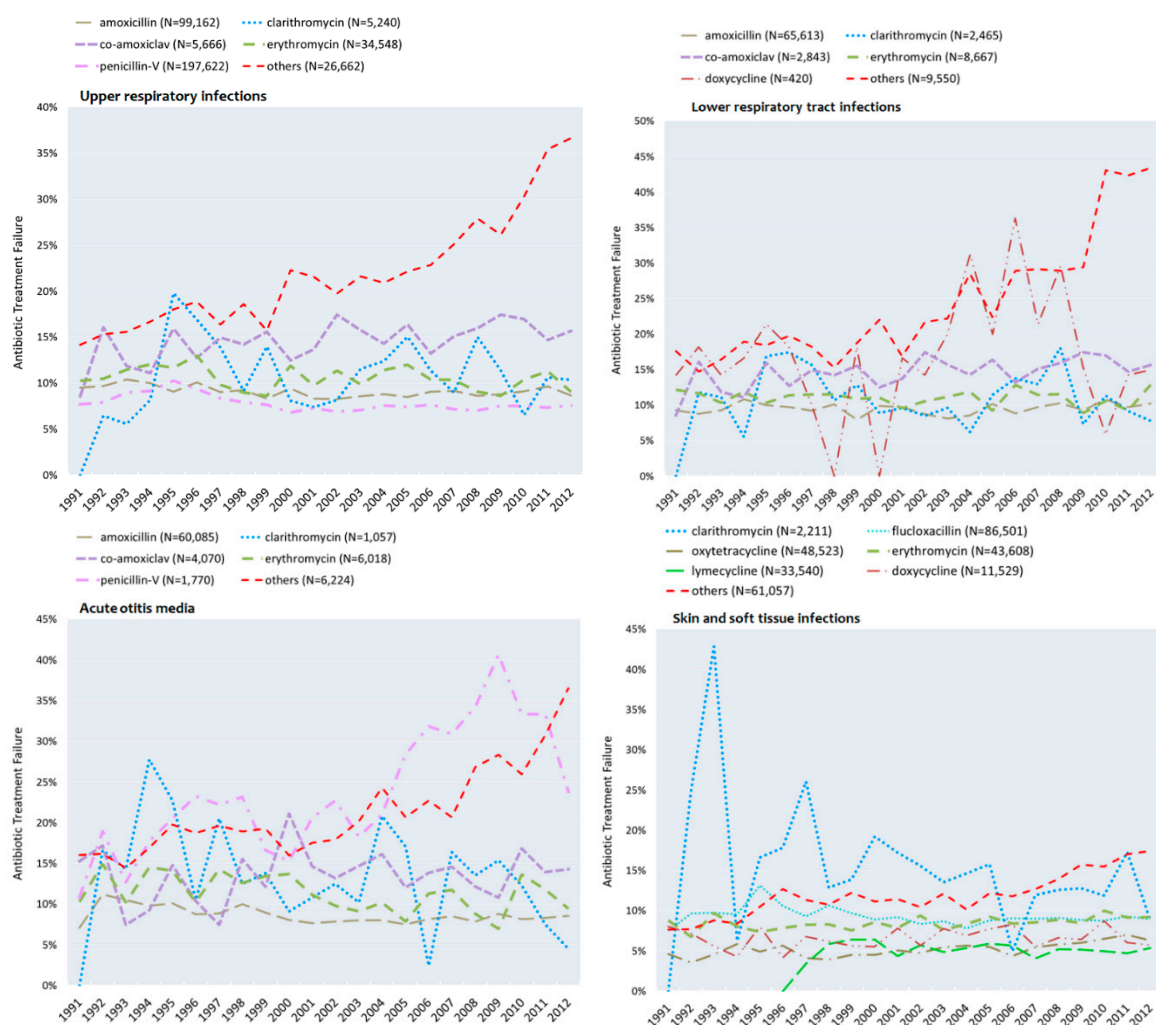 amoxicillin (N=99,162) clarithromycin (N=5,240)
co-amoxiclav (N=5,666) erythromycin (N=34,548)
penicillin-V (N=197,622) others (N=26,662)
Upper respiratory infections
Antibiotic Treatment Failure
40%
35%
30%
25%
20%
15%
10%
5%
0%
1991 1992 1993 1994 1995 1996 1997 1998 1999 2000 2001 2002 2003 2004 2005 2006 2007 2008 2009 2010 2011 2012
amoxicillin (N=65,613) clarithromycin (N=2,465)
co-amoxiclav (N=2,843) erythromycin (N=8,667)
doxycycline (N=420) others (N=9,550)
Lower respiratory tract infections
Antibiotic Treatment Failure
50%
45%
40%
35%
30%
25%
20%
15%
10%
5%
0%
1991 1992 1993 1994 1995 1996 1997 1998 1999 2000 2001 2002 2003 2004 2005 2006 2007 2008 2009 2010 2011 2012
amoxicillin (N=60,085) clarithromycin (N=1,057)
co-amoxiclav (N=4,070) erythromycin (N=6,018)
penicillin-V (N=1,770) others (N=6,224)
Acute otitis media
Antibiotic Treatment Failure
45%
40%
35%
30%
25%
20%
15%
10%
5%
0%
1991 1992 1993 1994 1995 1996 1997 1998 1999 2000 2001 2002 2003 2004 2005 2006 2007 2008 2009 2010 2011 2012
clarithromycin (N=2,211) flucloxacillin (N=86,501)
oxytetracycline (N=48,523) erythromycin (N=43,608)
lymecycline (N=33,540) doxycycline (N=11,529)
others (N=61,057)
Skin and soft tissue infections
Antibiotic Treatment Failure
45%
40%
35%
30%
25%
20%
15%
10%
5%
0%
1991 1992 1993 1994 1995 1996 1997 1998 1999 2000 2001 2002 2003 2004 2005 2006 2007 2008 2009 2010 2011 2012